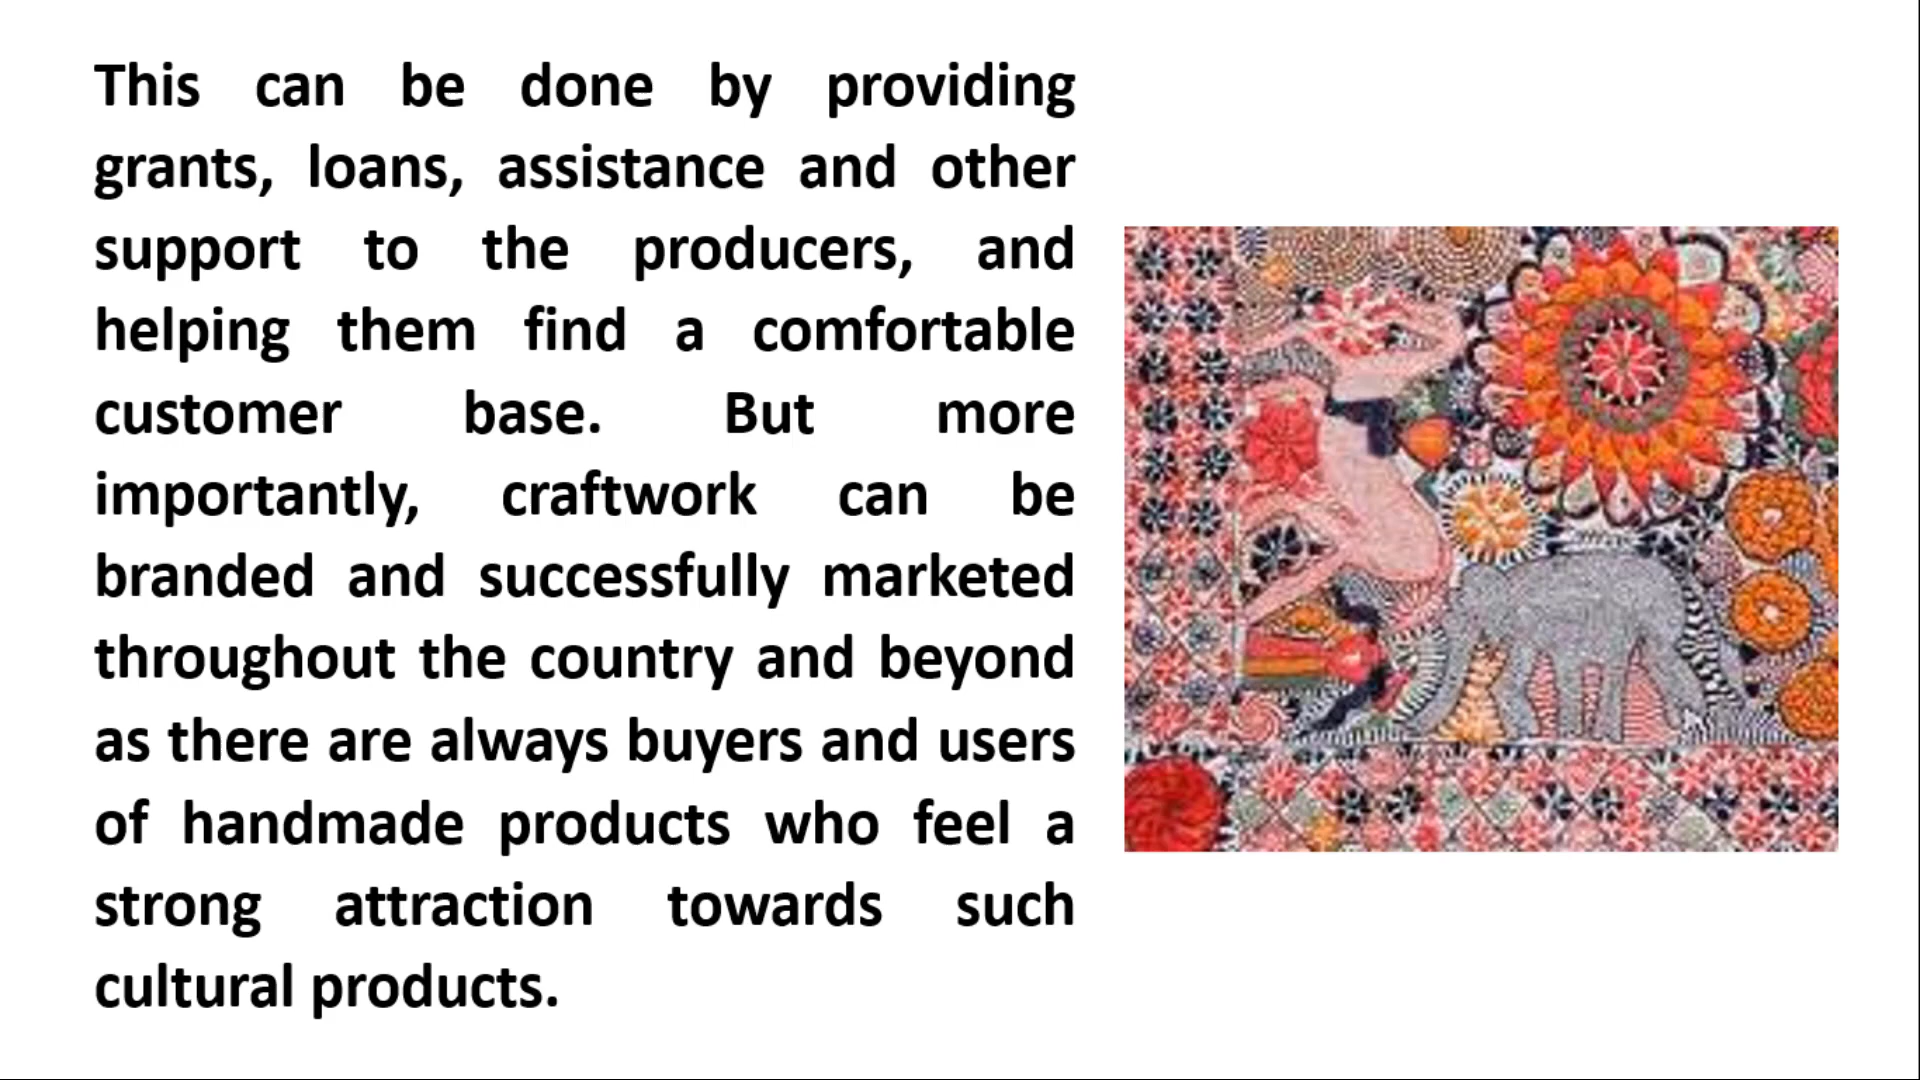 This can be done by providing
grants, loans, assistance and other
support to the producers, and
helping them find a comfortable
customer base. But more
importantly, craftwork can be
branded and successfully marketed
throughout the country and beyond
as there are always buyers and users
of handmade products who feel a
strong attraction towards such
cultural products.